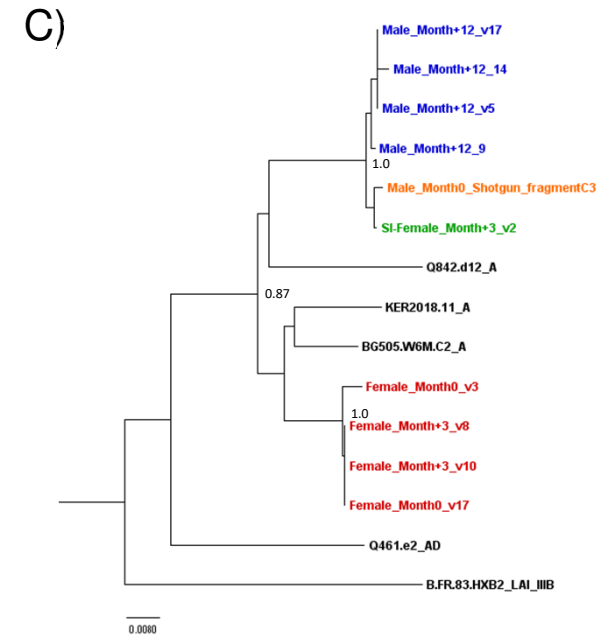 C)
Male_Month+12_v17
Male_Month+12_14
Male_Month+12_v5
Male_Month+12_9
1.0
Male_Month0_Shotgun_fragmentC3
SI-Female_Month+3_v2
Q842.d12_A
0.87
KER2018.11_A
BG505.W6M.C2_A
Female_Month0_v3
1.0
Female_Month+3_v8
Female_Month+3_v10
Female_Month0_v17
Q461.e2_AD
B.FR.83.HXB2_LAI_IIIB
0.0080